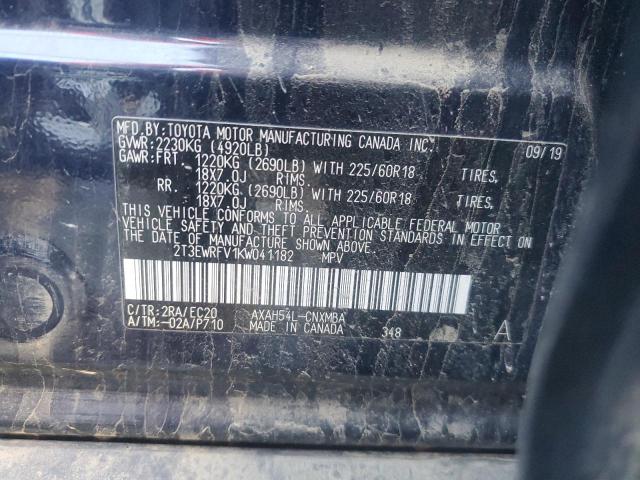 MFD.BY:TOYOTA MOTOR MANUFACTURING CANADA INC. 09/19
GVWR: 2230KG (4920LB)
GAWR:FRT. 1220KG (2690LB) WITH 225/60R18 TIRES,
18X7.0J RIMS.
RR. 1220KG (2690LB) WITH 225/60R18 TIRES,
18X7.0J RIMS.
THIS VEHICLE CONFORMS TO ALL APPLICABLE FEDERAL MOTOR
VEHICLE SAFETY AND THEFT PREVENTION STANDARDS IN EFFECT
ON THE DATE OF MANUFACTURE SHOWN ABOVE.
2T3EWRFV1KW041182 MPV
C/TR:2RA/EC20 AXAH54L-CNXMBA
A/TM:-02A/P710 MADE IN CANADA 348 A